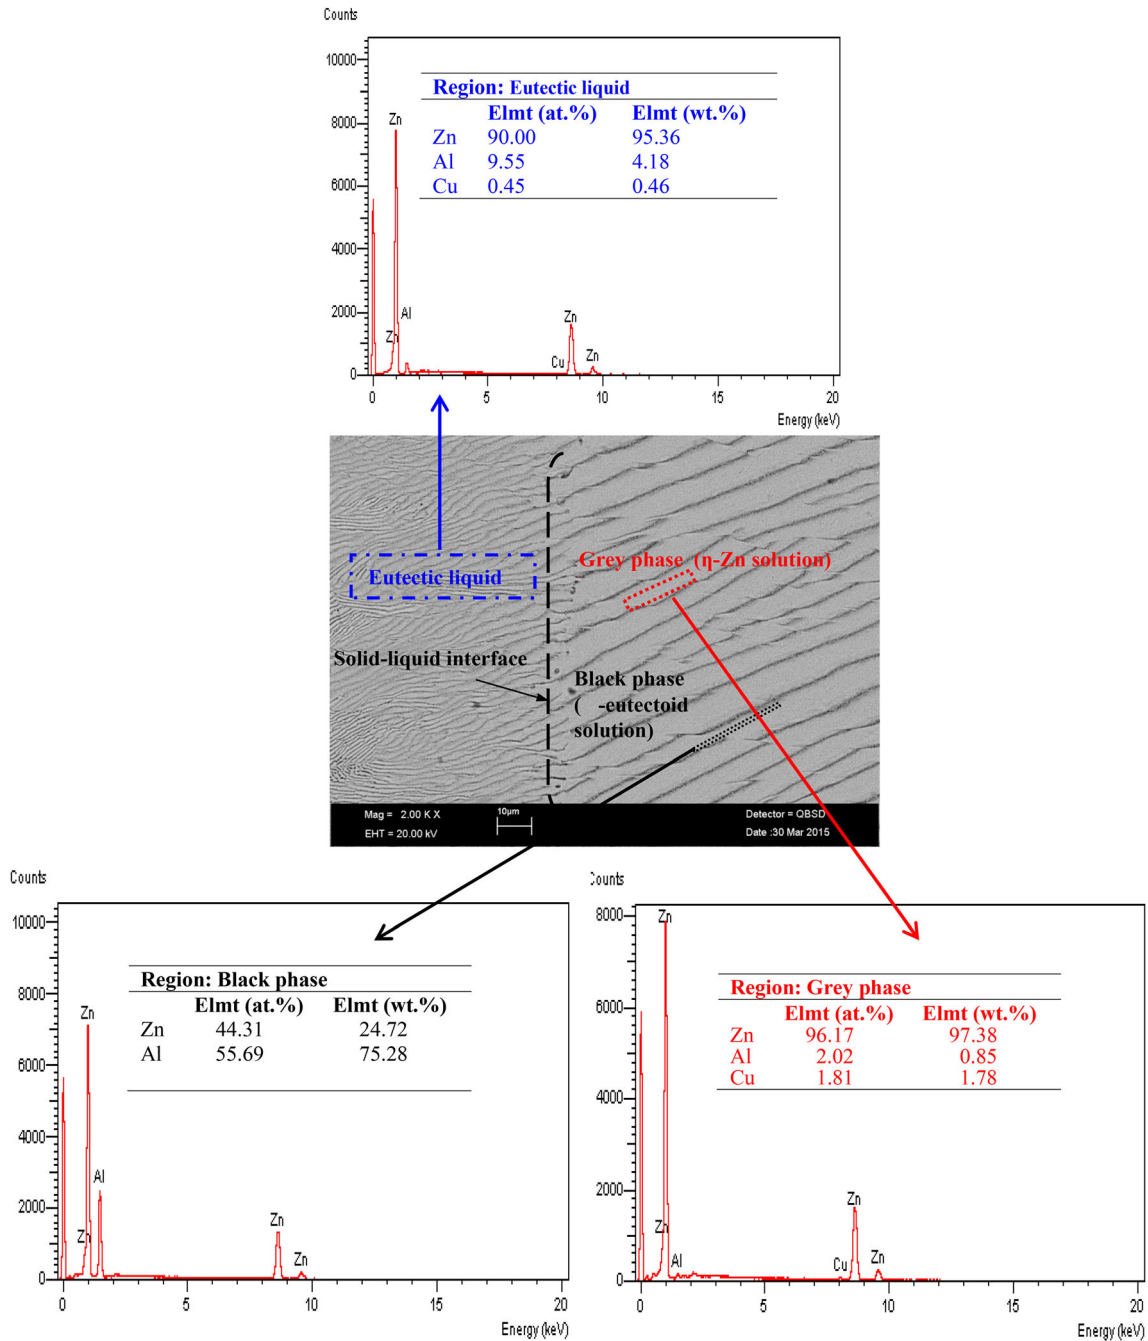 Counts
10000
8000
6000
4000
2000
0
Region: Eutectic liquid
Elmt (at.%) Elmt (wt.%)
Zn 90.00 95.36
Al 9.55 4.18
Cu 0.45 0.46
Zn
Zn
Al
Cu
Zn
Zn
0 5 10 15 20
Energy (keV)
Eutectic liquid
Grey phase (η-Zn solution)
Solid-liquid interface
Black phase
( -eutectoid
solution)
Mag = 2.00 K X
EHT = 20.00 kV
10µm
Detector = QBSD
Date :30 Mar 2015
Counts
10000
8000
6000
4000
2000
0
Region: Black phase
Elmt (at.%) Elmt (wt.%)
Zn 44.31 24.72
Al 55.69 75.28
Zn
Al
Zn
Zn
Zn
0 5 10 15 20
Energy (keV)
Counts
8000
6000
4000
2000
0
Region: Grey phase
Elmt (at.%) Elmt (wt.%)
Zn 96.17 97.38
Al 2.02 0.85
Cu 1.81 1.78
Zn
Zn
Al
Cu
Zn
Zn
0 5 10 15 20
Energy (keV)